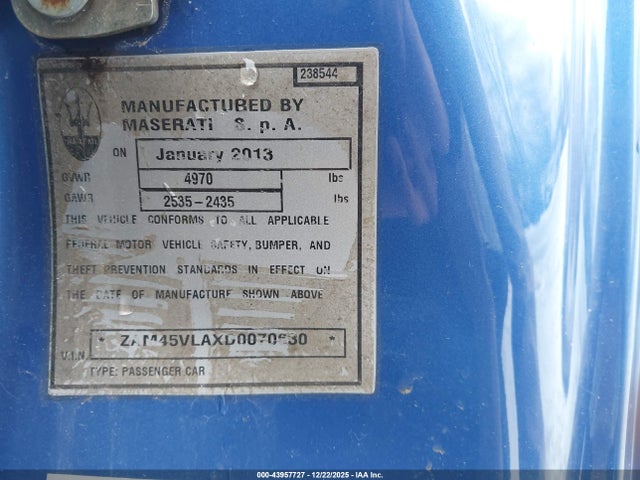 238544
MANUFACTURED BY
MASERATI S. p. A.
ON January 2013
GVWR 4970 lbs
GAWR 2535-2435 lbs
THIS VEHICLE CONFORMS TO ALL APPLICABLE
FEDERAL MOTOR VEHICLE SAFETY, BUMPER, AND
THEFT PREVENTION STANDARDS IN EFFECT ON
THE DATE OF MANUFACTURE SHOWN ABOVE
V.I.N.
TYPE: PASSENGER CAR
000-43957727 - 12/22/2025 - IAA Inc.